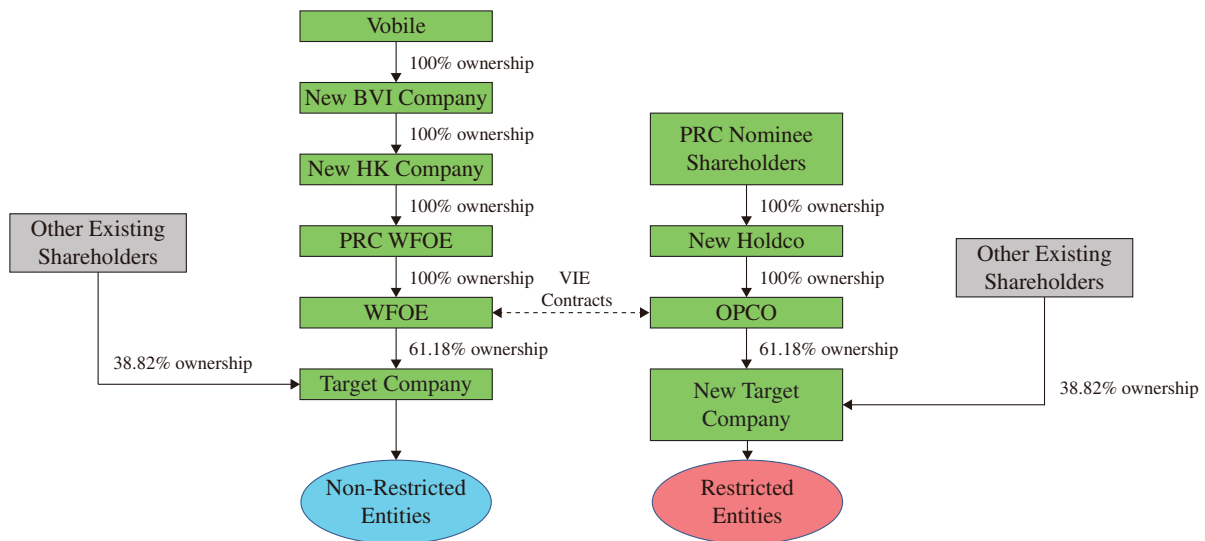 Vobile
100% ownership
New BVI Company
100% ownership
New HK Company
100% ownership
PRC WFOE
100% ownership
WFOE
61.18% ownership
Target Company
Non-Restricted
Entities
Other Existing
Shareholders
38.82% ownership
VIE
Contracts
PRC Nominee
Shareholders
100% ownership
New Holdco
100% ownership
OPCO
61.18% ownership
New Target
Company
Restricted
Entities
Other Existing
Shareholders
38.82% ownership